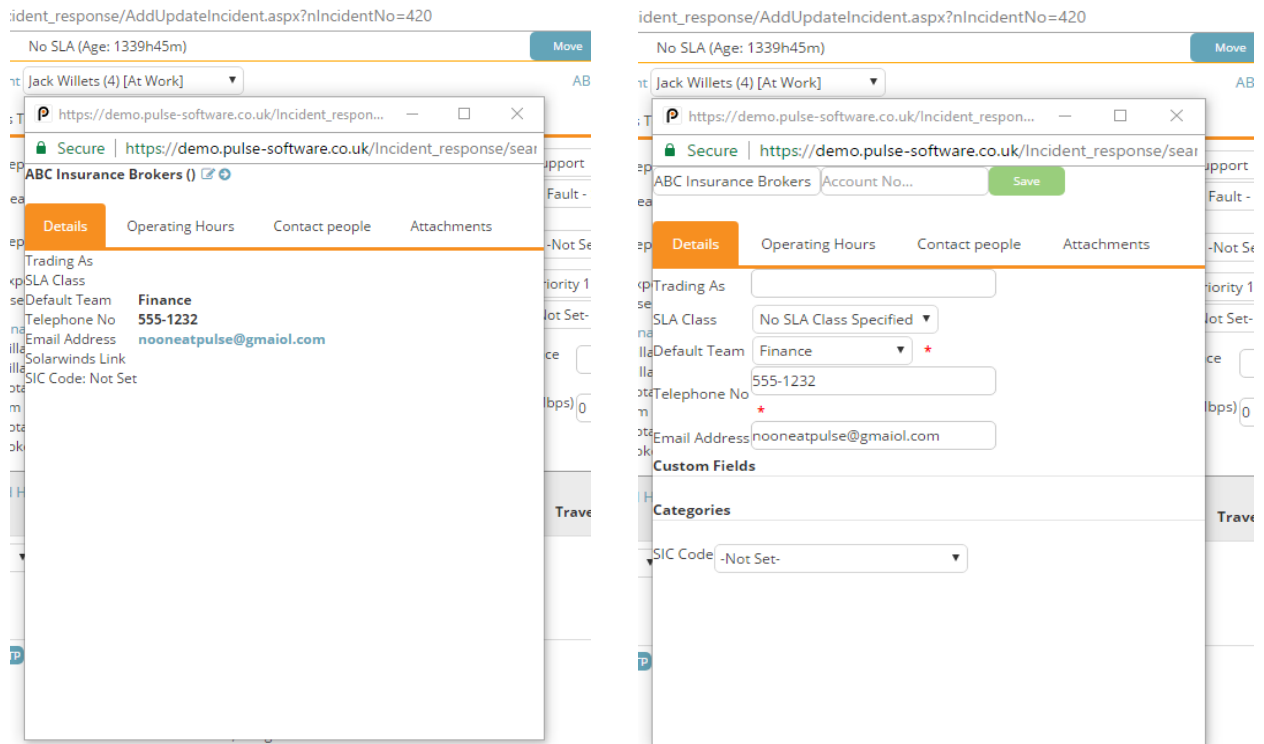 ident_response/AddUpdateIncident.aspx?nIncidentNo=420
No SLA (Age: 1339h45m)
Move
Jack Willets (4) [At Work]
AB
https://demo.pulse-software.co.uk/Incident_respon...
Secure | https://demo.pulse-software.co.uk/Incident_response/sear
ABC Insurance Brokers ()
Details
Operating Hours
Contact people
Attachments
Trading As
SLA Class
Default Team Finance
Telephone No 555-1232
Email Address nooneatpulse@gmaiol.com
Solarwinds Link
SIC Code: Not Set
upport
Fault -
-Not Se
riority 1
Not Set-
ce
lbps) 0
Trave
ident_response/AddUpdateIncident.aspx?nIncidentNo=420
No SLA (Age: 1339h45m)
Move
Jack Willets (4) [At Work]
AB
https://demo.pulse-software.co.uk/Incident_respon...
Secure | https://demo.pulse-software.co.uk/Incident_response/sear
ABC Insurance Brokers
Account No...
Save
Details
Operating Hours
Contact people
Attachments
Trading As
SLA Class No SLA Class Specified
Default Team Finance *
Telephone No 555-1232
*
Email Address nooneatpulse@gmaiol.com
Custom Fields
Categories
SIC Code -Not Set-
upport
Fault -
-Not Se
riority 1
Not Set-
ce
lbps) 0
Trave